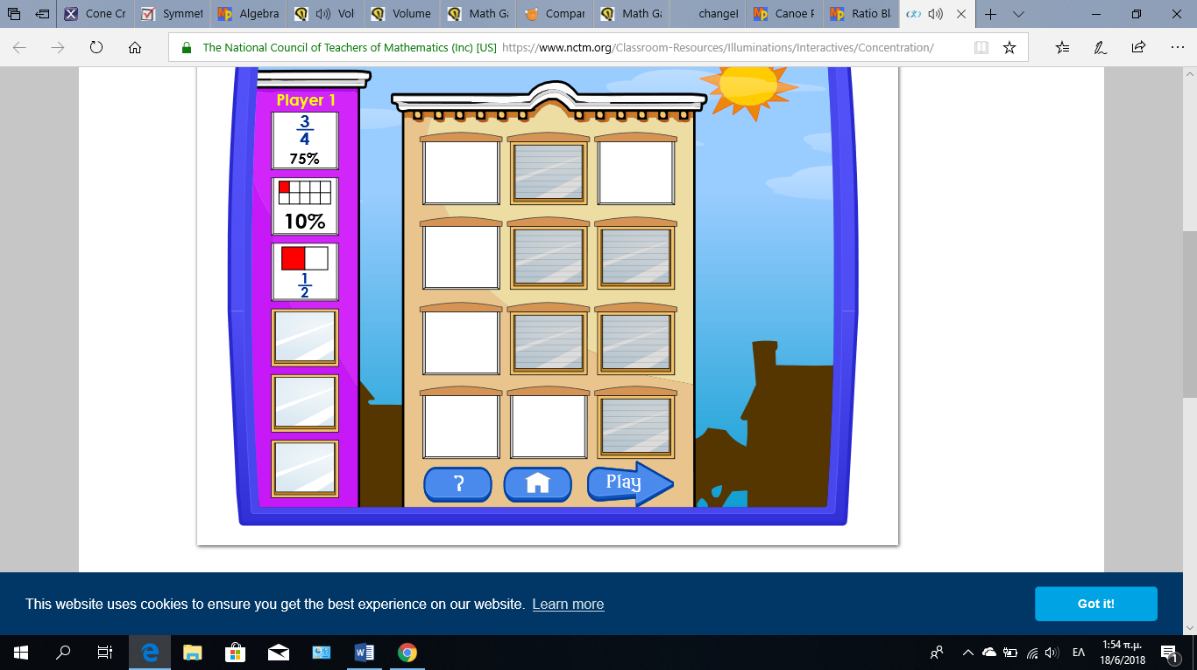 Cone Cr
Symmet
Algebra
Vol
Volume
Math Ga
Compar
Math Ga
changel
Canoe P
Ratio Bl
The National Council of Teachers of Mathematics (Inc) [US] https://www.nctm.org/Classroom-Resources/Illuminations/Interactives/Concentration/
Player 1
3
4
75%
10%
1
2
?
Play
This website uses cookies to ensure you get the best experience on our website. Learn more
Got it!
ΕΛ
1:54 π.μ.
18/6/2018
1